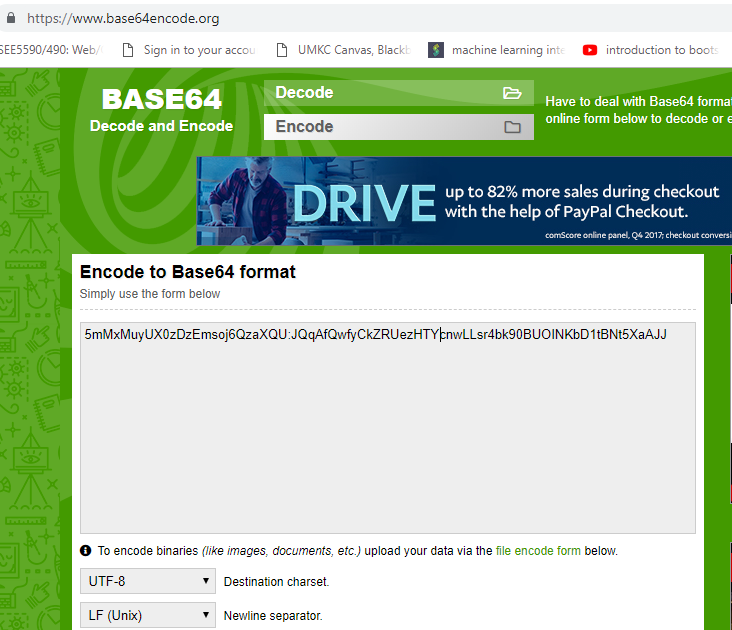 https://www.base64encode.org
SEE5590/490: Web/ Sign in to your accou UMKC Canvas, Blackb machine learning inte introduction to boots
BASE64
Decode and Encode
Decode
Encode
Have to deal with Base64 format
online form below to decode or e
DRIVE
up to 82% more sales during checkout
with the help of PayPal Checkout.
comScore online panel, Q4 2017; checkout conversi
Encode to Base64 format
Simply use the form below
5mMxMuyUX0zDzEmsoj6QzaXQU:JQqAfQwfyCkZRUezHTYcnwLLsr4bk90BUOINKbD1tBNt5XaAJJ
To encode binaries (like images, documents, etc.) upload your data via the file encode form below.
UTF-8 Destination charset.
LF (Unix) Newline separator.